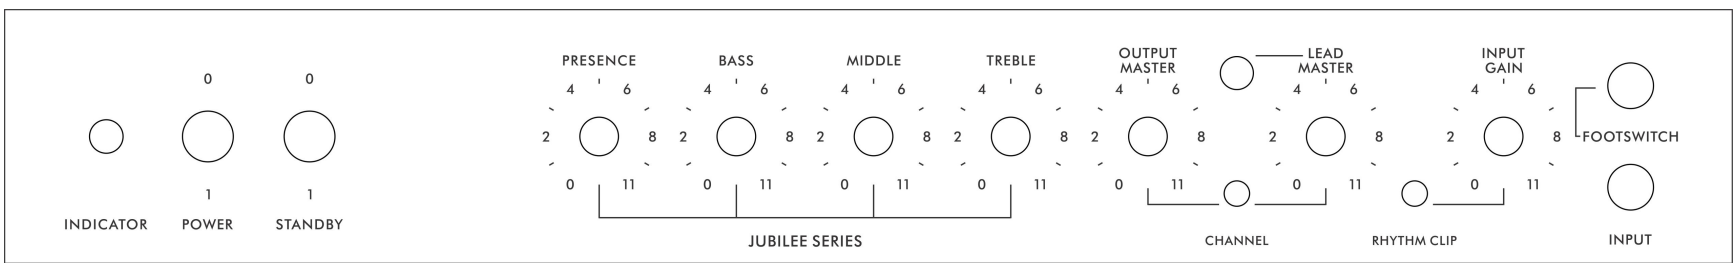 OUTPUT LEAD INPUT
PRESENCE BASS MIDDLE TREBLE MASTER MASTER GAIN
0 0 4 6 4 6 4 6 4 6 4 6 4 6 4 6
2 8 2 8 2 8 2 8 2 8 2 8 2 8 FOOTSWITCH
1 1 0 11 0 11 0 11 0 11 0 11 0 11 0 11
INDICATOR POWER STANDBY
JUBILEE SERIES CHANNEL RHYTHM CLIP INPUT